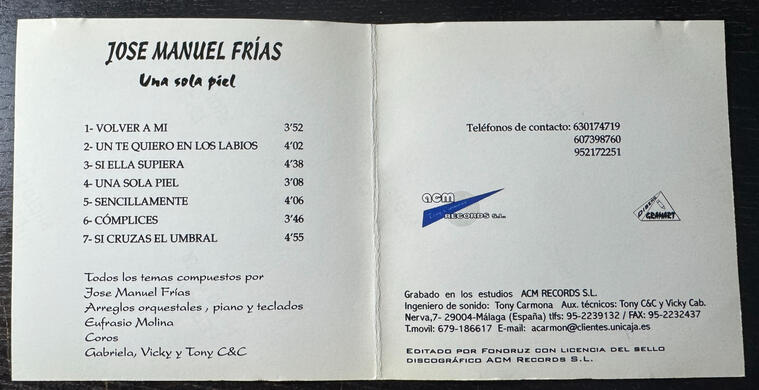 JOSE MANUEL FRÍAS
Una sola piel
1- VOLVER A MI 3'52
2- UN TE QUIERO EN LOS LABIOS 4'02
3- SI ELLA SUPIERA 4'38
4- UNA SOLA PIEL 3'08
5- SENCILLAMENTE 4'06
6- CÓMPLICES 3'46
7- SI CRUZAS EL UMBRAL 4'55
Todos los temas compuestos por
Jose Manuel Frías
Arreglos orquestales , piano y teclados
Eufrasio Molina
Coros
Gabriela, Vicky y Tony C&C
Teléfonos de contacto: 630174719
607398760
952172251
acm
RECORDS S.L.
DISCOS
GRAMART
Grabado en los estudios ACM RECORDS S.L.
Ingeniero de sonido: Tony Carmona Aux. técnicos: Tony C&C y Vicky Cab.
Nerva,7- 29004-Málaga (España) tlfs: 95-2239132 / FAX: 95-2232437
T.movil: 679-186617 E-mail: acarmon@clientes.unicaja.es
EDITADO POR FONORUZ CON LICENCIA DEL SELLO
DISCOGRÁFICO ACM RECORDS S.L.